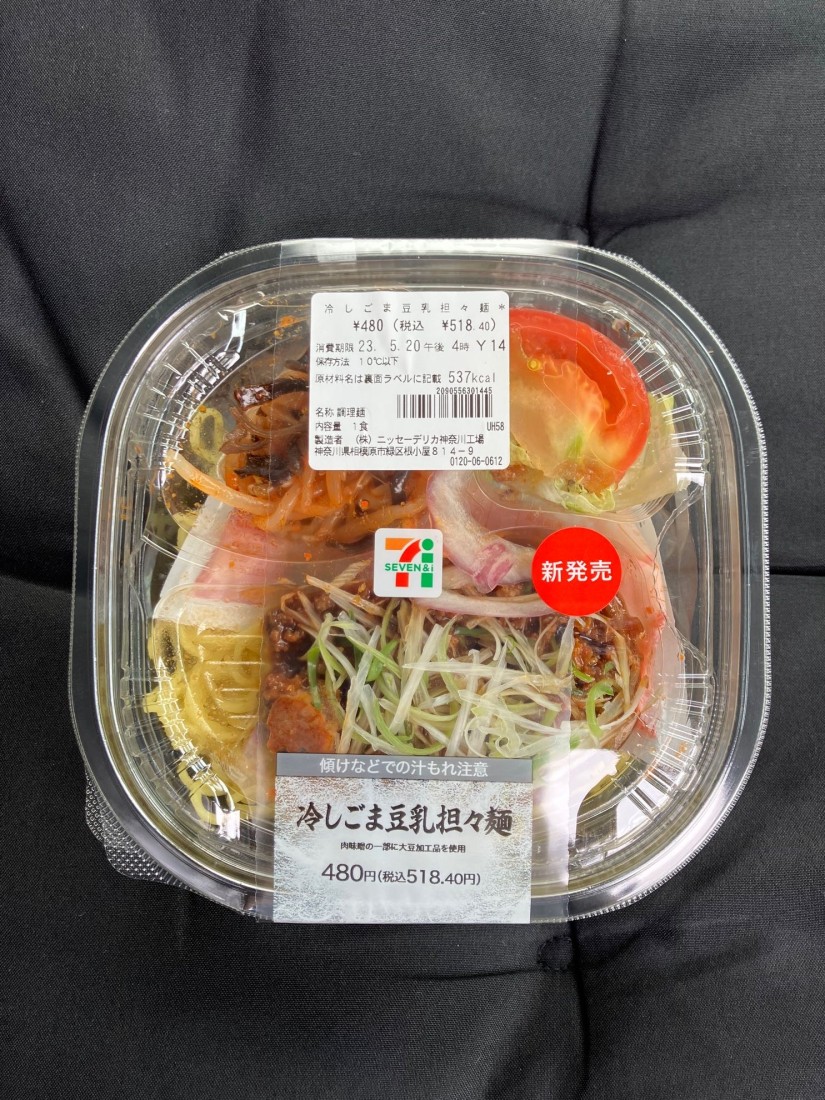 冷しごま豆乳担々麺*
¥480 (税込 ¥518.40)
消費期限 23. 5.20 午後 4時 Y14
保存方法 10℃以下
原材料名は裏面ラベルに記載 537kcal
2090556301445
名称 調理麺
内容量 1食 UH58
製造者 (株)ニッセーデリカ神奈川工場
神奈川県相模原市緑区根小屋814-9
0120-06-0612
SEVEN&i
新発売
傾けなどでの汁もれ注意
冷しごま豆乳担々麺
肉味噌の一部に大豆加工品を使用
480円(税込518.40円)